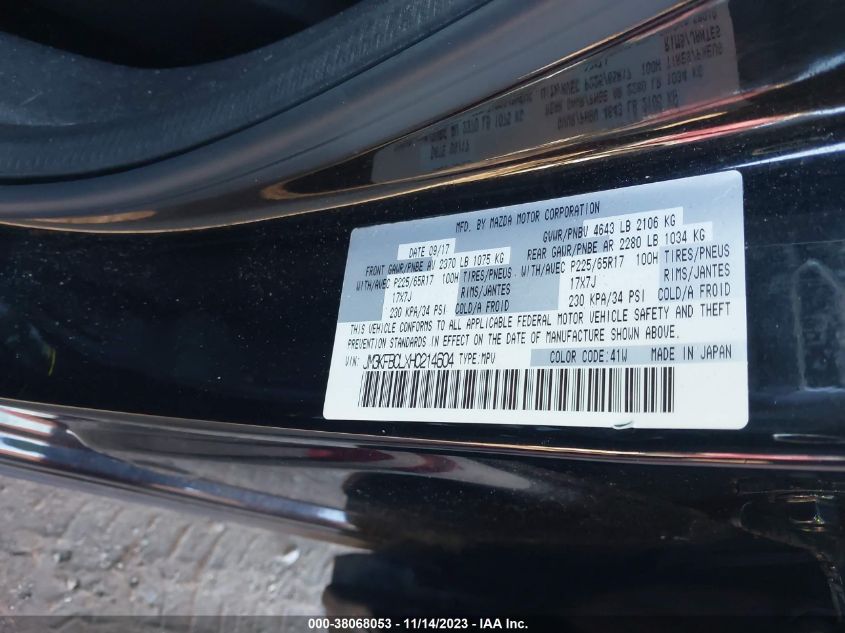 MFD. BY MAZDA MOTOR CORPORATION
DATE 09/17 GVWR/PNBV 4643 LB 2106 KG
FRONT GAWR/PNBE AV 2370 LB 1075 KG REAR GAWR/PNBE AR 2280 LB 1034 KG
WITH/AVEC P225/65R17 100H TIRES/PNEUS WITH/AVEC P225/65R17 100H TIRES/PNEUS
17X7J RIMS/JANTES 17X7J RIMS/JANTES
230 KPA/34 PSI COLD/A FROID 230 KPA/34 PSI COLD/A FROID
THIS VEHICLE CONFORMS TO ALL APPLICABLE FEDERAL MOTOR VEHICLE SAFETY AND THEFT
PREVENTION STANDARDS IN EFFECT ON THE DATE OF MANUFACTURE SHOWN ABOVE.
VIN: JM3KFBCLXH0214604 TYPE:MPV COLOR CODE:41W MADE IN JAPAN
000-38068053 - 11/14/2023 - IAA Inc.